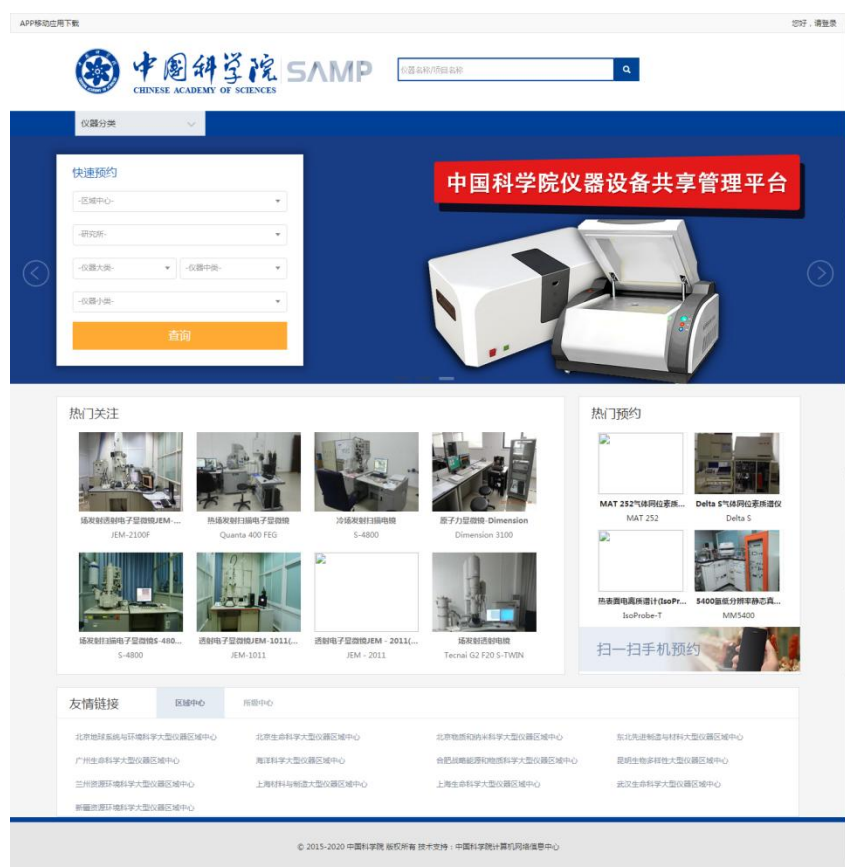 APP移动应用下载
您好，请登录
中国科学院 SAMP
CHINESE ACADEMY OF SCIENCES
仪器名称/项目名称
仪器分类
快速预约
-区域中心-
-研究所-
-仪器大类- -仪器中类-
-仪器小类-
查询
中国科学院仪器设备共享管理平台
热门关注
场发射透射电子显微镜JEM-... 热场发射扫描电子显微镜 冷场发射扫描电镜 原子力显微镜-Dimension
JEM-2100F Quanta 400 FEG S-4800 Dimension 3100
场发射扫描电子显微镜S-480... 透射电子显微镜JEM-1011(... 透射电子显微镜JEM - 2011(... 场发射透射电镜
S-4800 JEM-1011 JEM - 2011 Tecnai G2 F20 S-TWIN
热门预约
MAT 252气体同位素质... Delta S气体同位素质谱仪
MAT 252 Delta S
热表面电离质谱计(IsoPr... 5400氩低分辨率静态真...
IsoProbe-T MM5400
扫一扫手机预约
友情链接 区域中心 所级中心
北京地球系统与环境科学大型仪器区域中心 北京生命科学大型仪器区域中心 北京物质和纳米科学大型仪器区域中心 东北先进制造与材料大型仪器区域中心
广州生命科学大型仪器区域中心 海洋科学大型仪器区域中心 合肥战略能源和物质科学大型仪器区域中心 昆明生物多样性大型仪器区域中心
兰州资源环境科学大型仪器区域中心 上海材料与制造大型仪器区域中心 上海生命科学大型仪器区域中心 武汉生命科学大型仪器区域中心
新疆资源环境科学大型仪器区域中心
© 2015-2020 中国科学院 版权所有 技术支持：中国科学院计算机网络信息中心